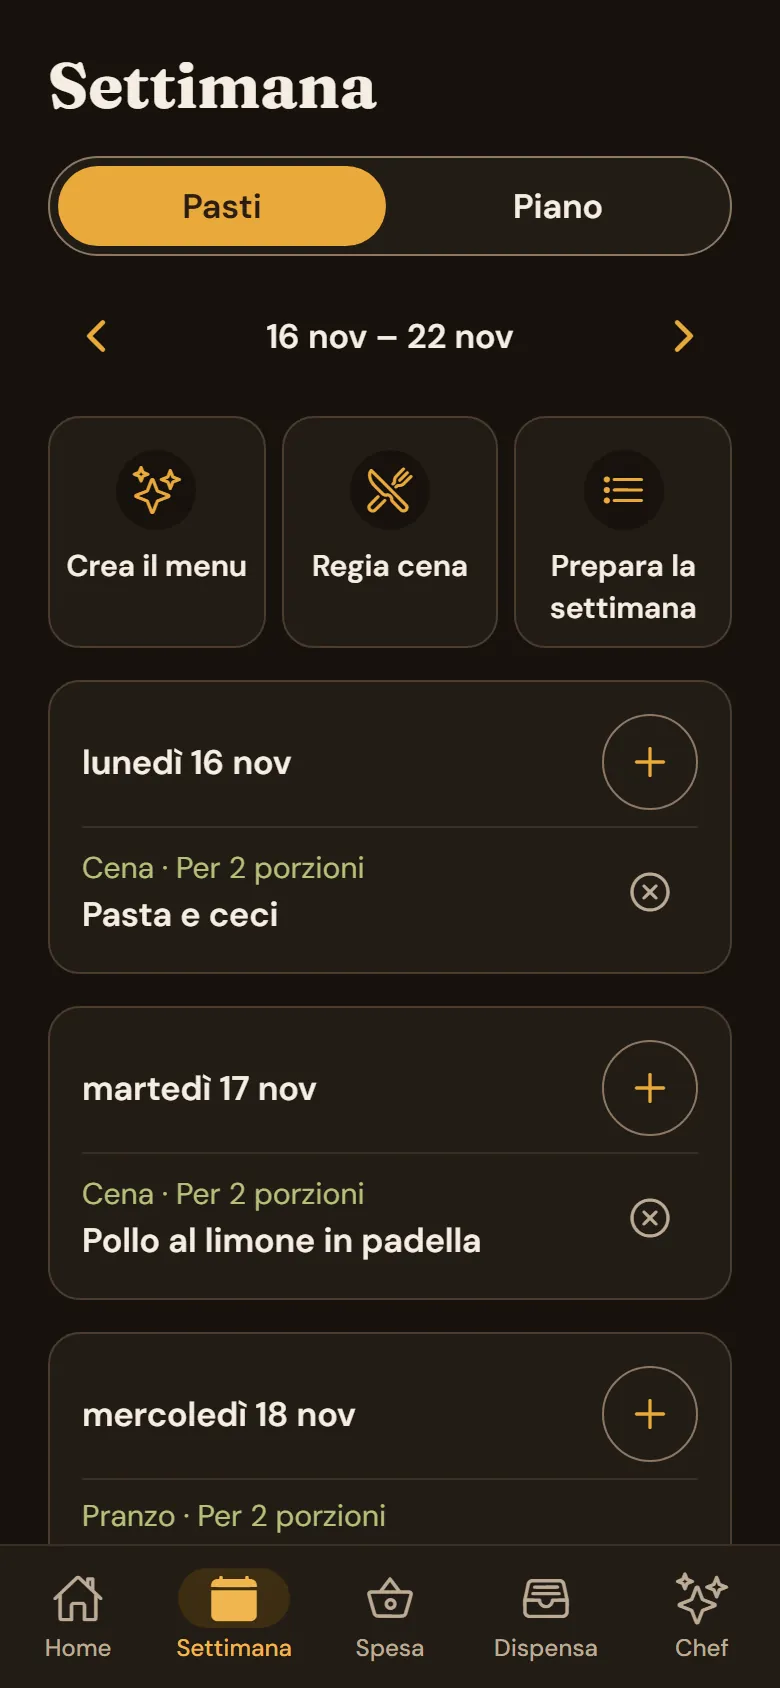 Settimana
Pasti
Piano
16 nov – 22 nov
Crea il menu
Regia cena
Prepara la
settimana
lunedì 16 nov
Cena · Per 2 porzioni
Pasta e ceci
martedì 17 nov
Cena · Per 2 porzioni
Pollo al limone in padella
mercoledì 18 nov
Pranzo · Per 2 porzioni
Home
Settimana
Spesa
Dispensa
Chef